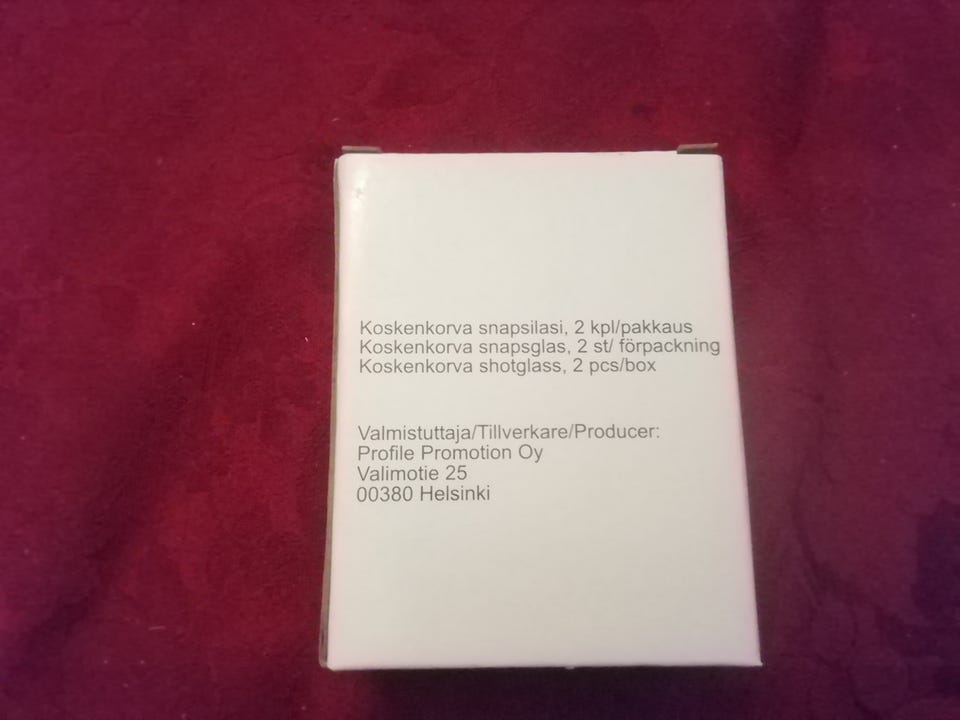 Koskenkorva snapsilasi, 2 kpl/pakkaus
Koskenkorva snapsglas, 2 st/ förpackning
Koskenkorva shotglass, 2 pcs/box
Valmistuttaja/Tillverkare/Producer:
Profile Promotion Oy
Valimotie 25
00380 Helsinki